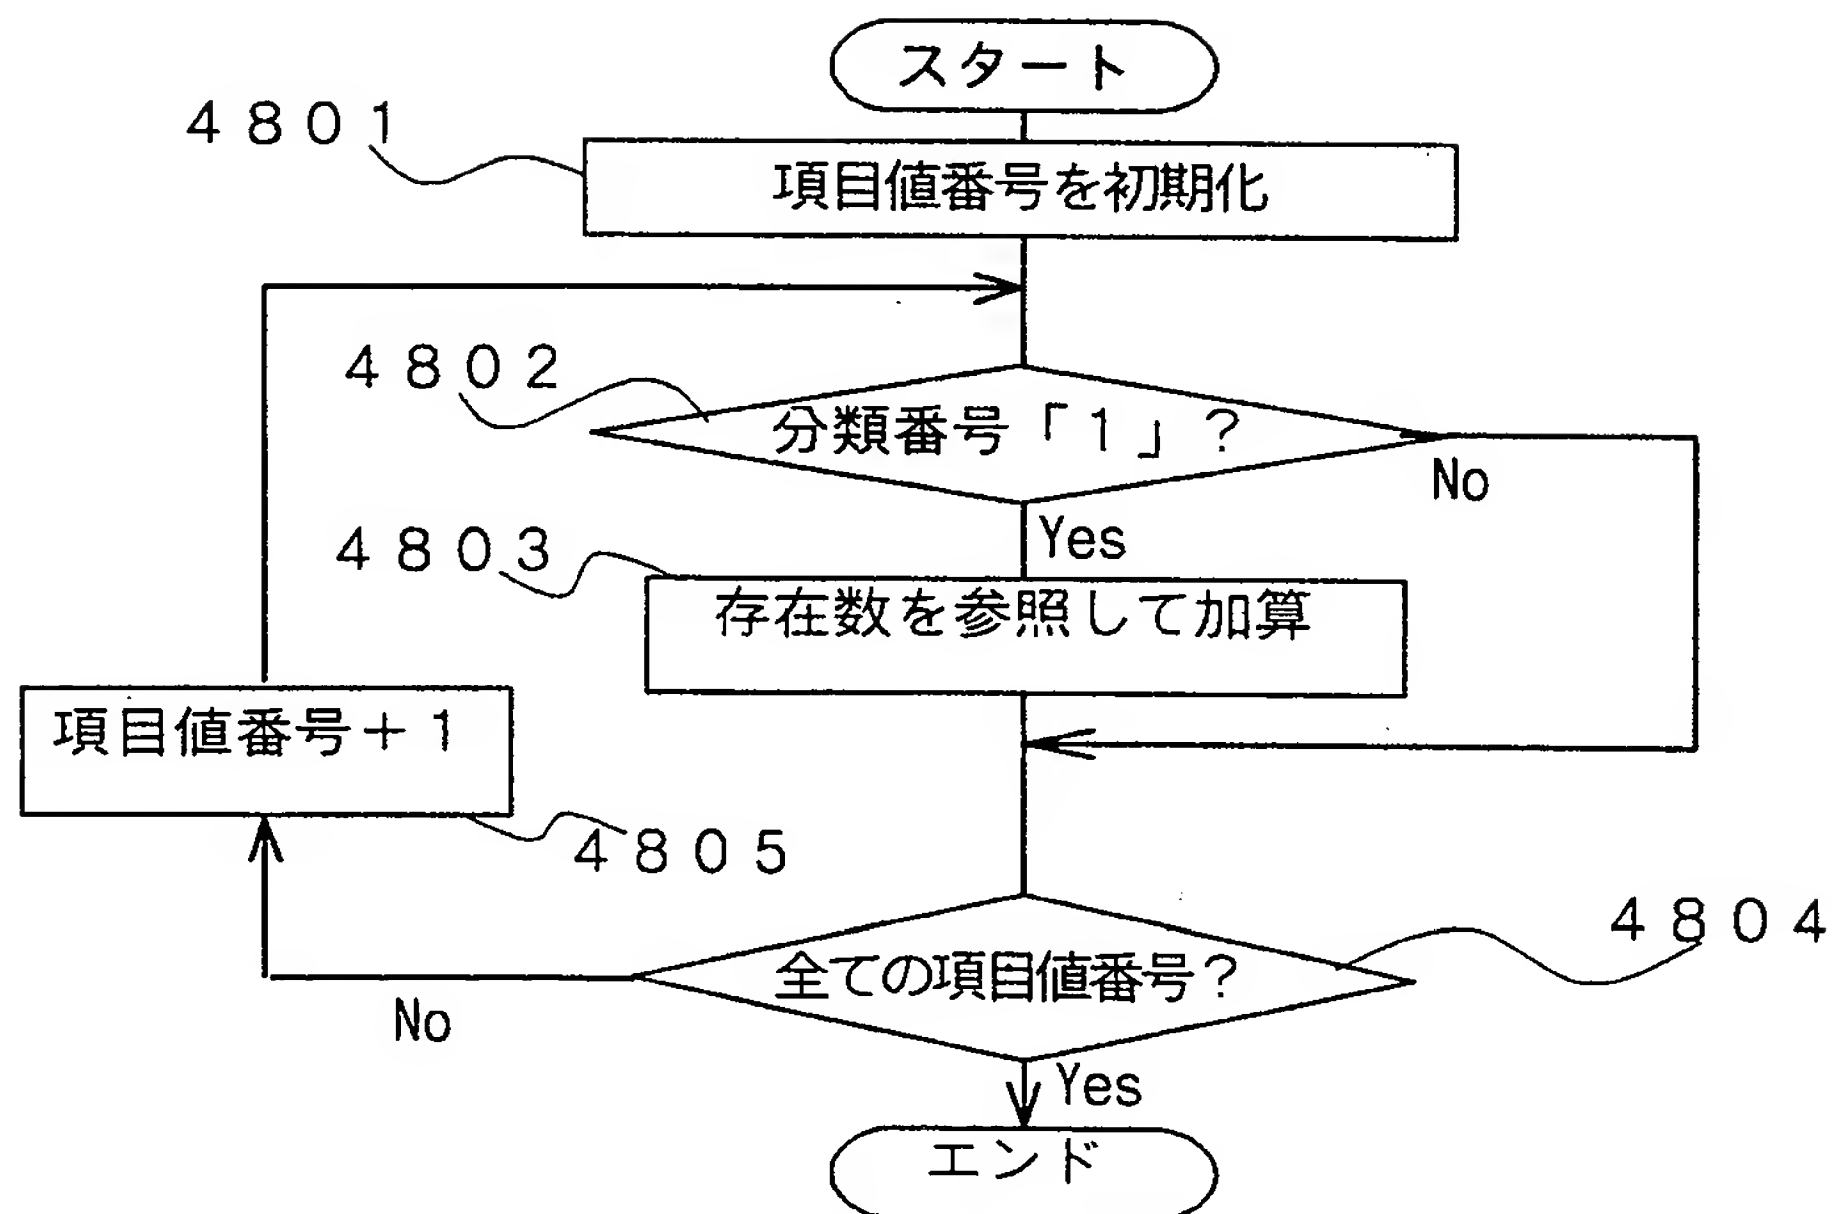 スタート
4801
項目値番号を初期化
4802
分類番号「1」?
No
Yes
4803
存在数を参照して加算
項目値番号+1
4805
4804
全ての項目値番号?
No
Yes
エンド